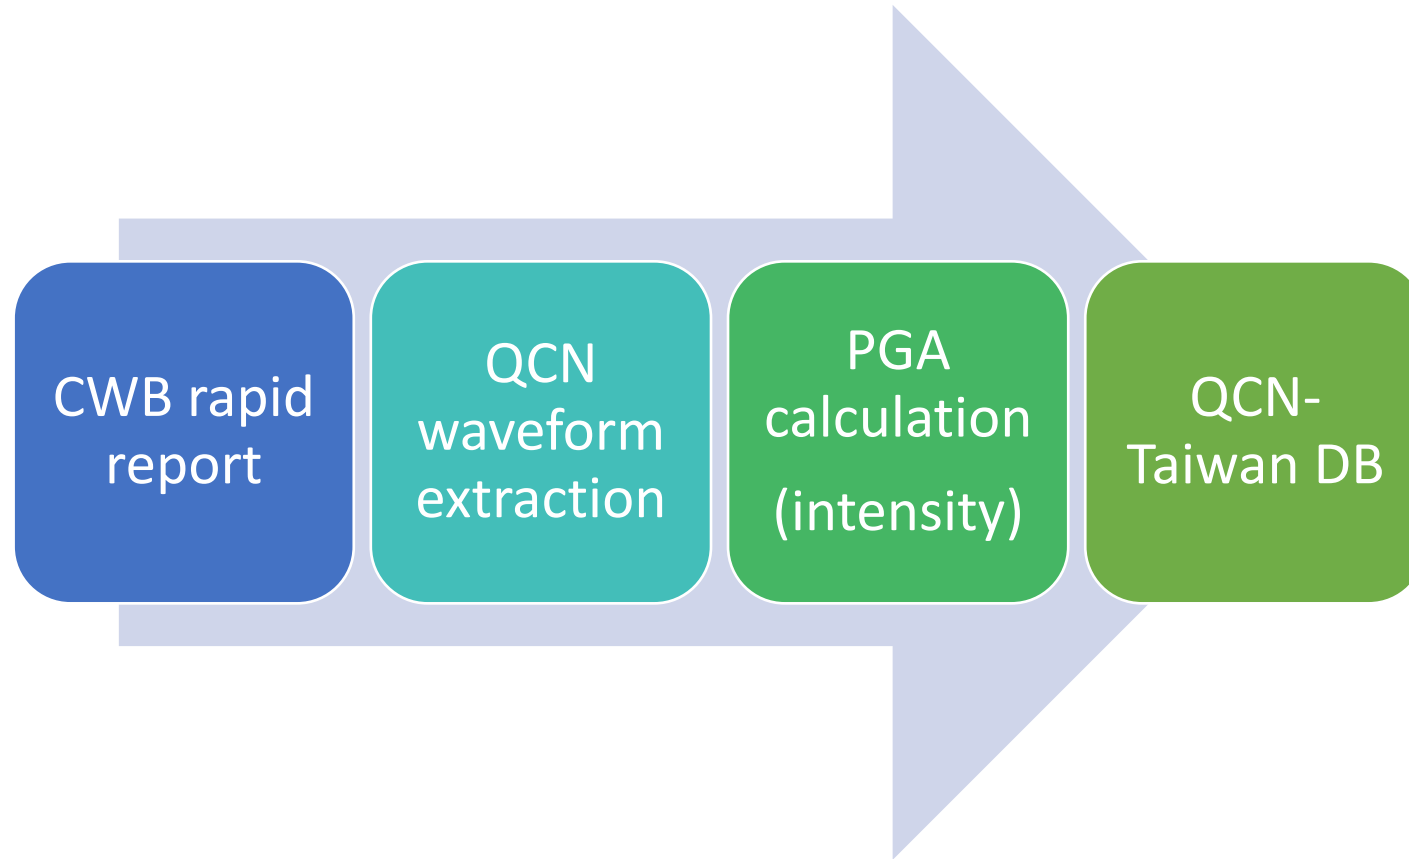 CWB rapid
report
QCN
waveform
extraction
PGA
calculation
(intensity)
QCN-
Taiwan DB